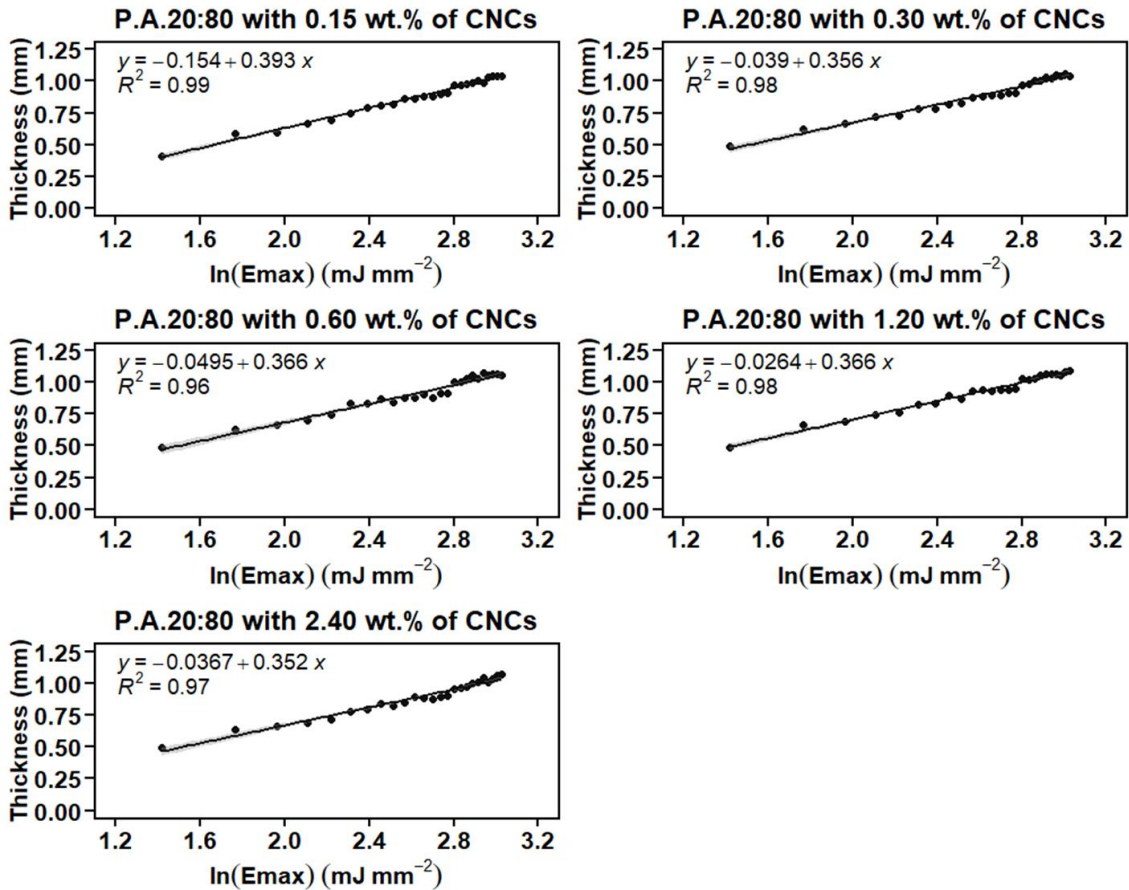 P.A.20:80 with 0.15 wt.% of CNCs
Thickness (mm)
1.25
1.00
0.75
0.50
0.25
0.00
y = −0.154 + 0.393 x
R² = 0.99
1.2 1.6 2.0 2.4 2.8 3.2
ln(Emax) (mJ mm⁻²)
P.A.20:80 with 0.30 wt.% of CNCs
Thickness (mm)
1.25
1.00
0.75
0.50
0.25
0.00
y = −0.039 + 0.356 x
R² = 0.98
1.2 1.6 2.0 2.4 2.8 3.2
ln(Emax) (mJ mm⁻²)
P.A.20:80 with 0.60 wt.% of CNCs
Thickness (mm)
1.25
1.00
0.75
0.50
0.25
0.00
y = −0.0495 + 0.366 x
R² = 0.96
1.2 1.6 2.0 2.4 2.8 3.2
ln(Emax) (mJ mm⁻²)
P.A.20:80 with 1.20 wt.% of CNCs
Thickness (mm)
1.25
1.00
0.75
0.50
0.25
0.00
y = −0.0264 + 0.366 x
R² = 0.98
1.2 1.6 2.0 2.4 2.8 3.2
ln(Emax) (mJ mm⁻²)
P.A.20:80 with 2.40 wt.% of CNCs
Thickness (mm)
1.25
1.00
0.75
0.50
0.25
0.00
y = −0.0367 + 0.352 x
R² = 0.97
1.2 1.6 2.0 2.4 2.8 3.2
ln(Emax) (mJ mm⁻²)